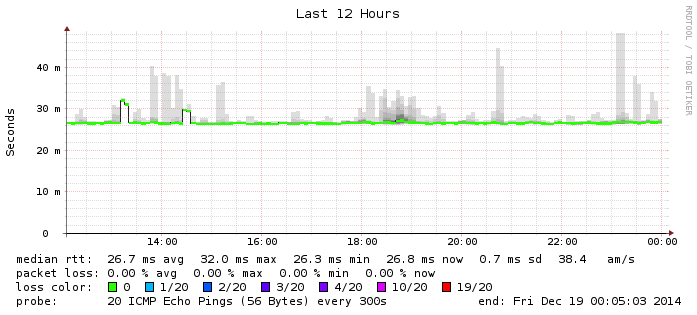 Last 12 Hours
RRDTOOL / TOBI OETIKER
Seconds
40 m
30 m
20 m
10 m
0
14:00 16:00 18:00 20:00 22:00 00:00
median rtt: 26.7 ms avg 32.0 ms max 26.3 ms min 26.8 ms now 0.7 ms sd 38.4 am/s
packet loss: 0.00 % avg 0.00 % max 0.00 % min 0.00 % now
loss color: 0 1/20 2/20 3/20 4/20 10/20 19/20
probe: 20 ICMP Echo Pings (56 Bytes) every 300s end: Fri Dec 19 00:05:03 2014